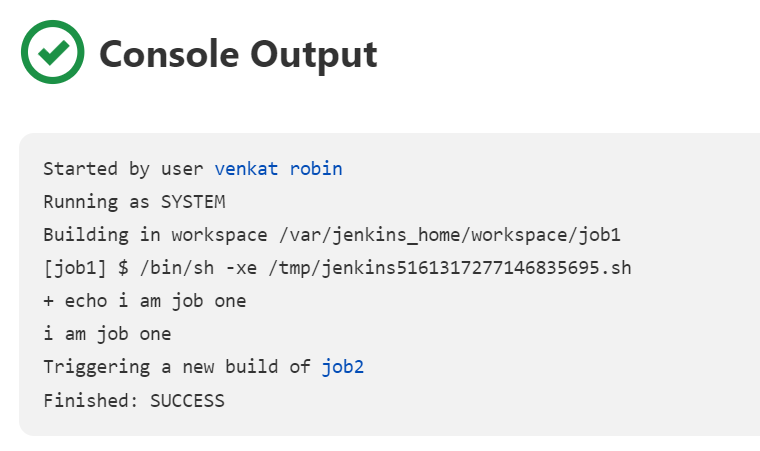 Console Output
Started by user venkat robin
Running as SYSTEM
Building in workspace /var/jenkins_home/workspace/job1
[job1] $ /bin/sh -xe /tmp/jenkins5161317277146835695.sh
+ echo i am job one
i am job one
Triggering a new build of job2
Finished: SUCCESS